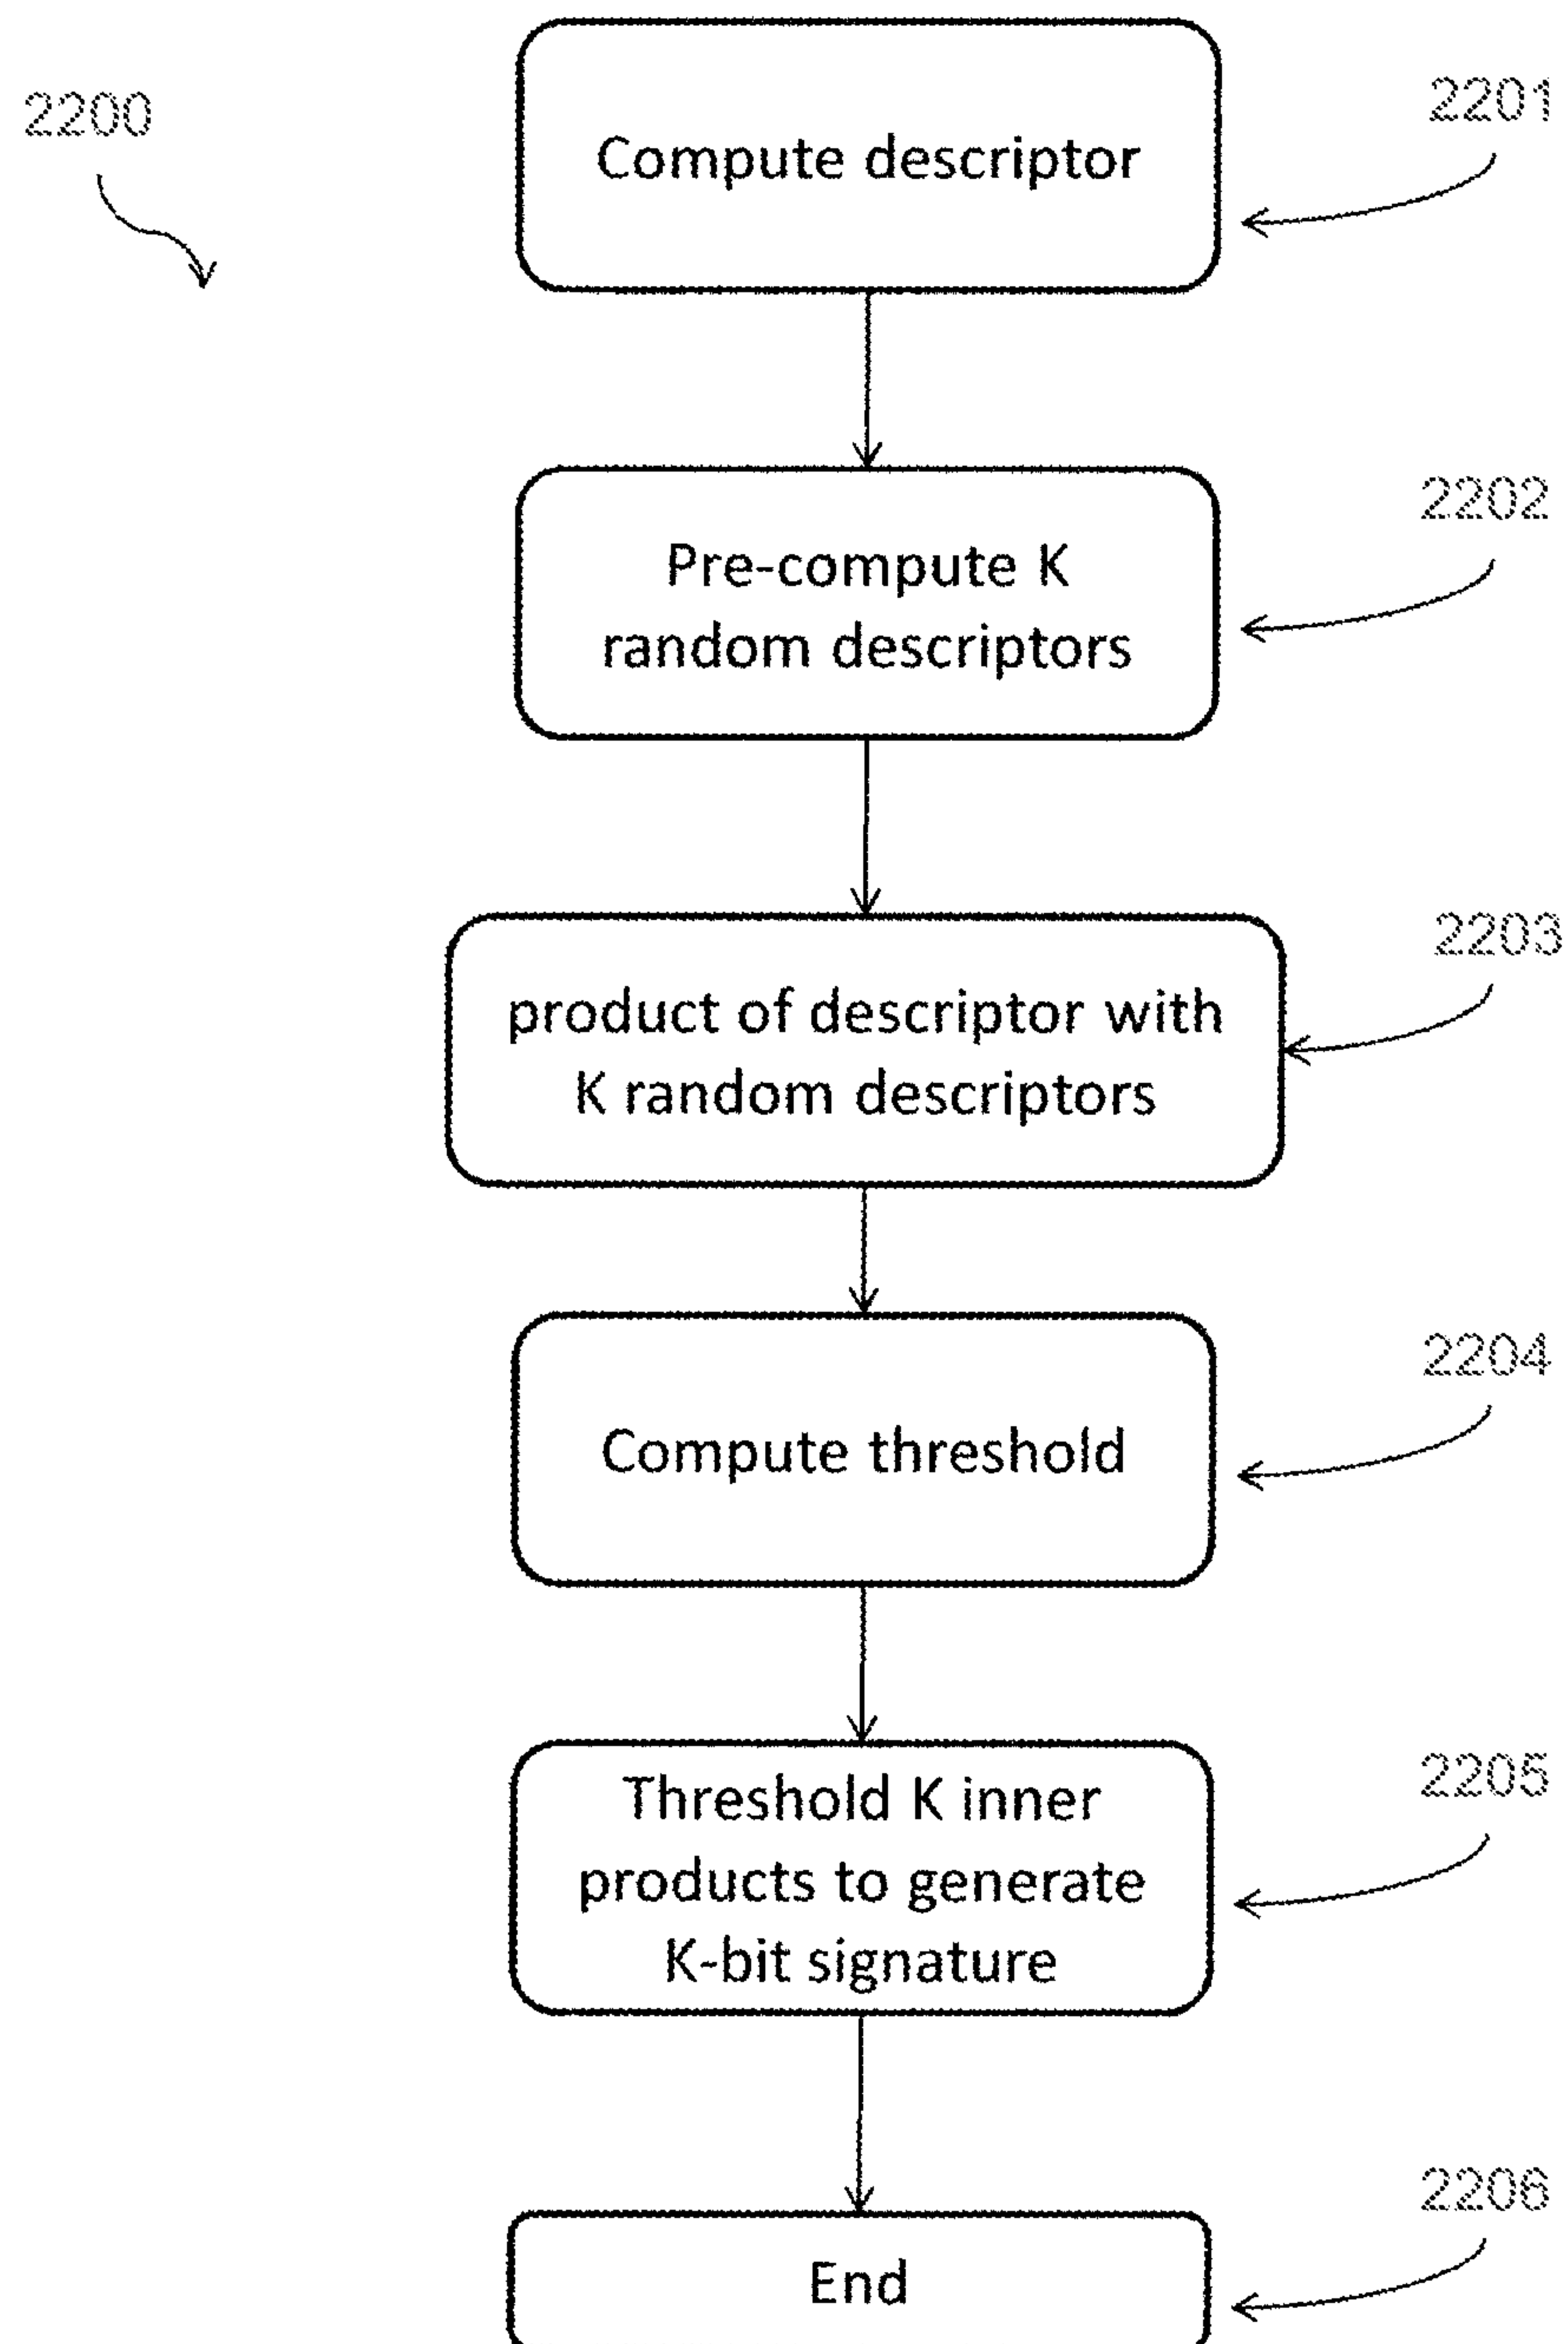 2200
2201
Compute descriptor
2202
Pre-compute K
random descriptors
2203
product of descriptor with
K random descriptors
2204
Compute threshold
2205
Threshold K inner
products to generate
K-bit signature
2206
End